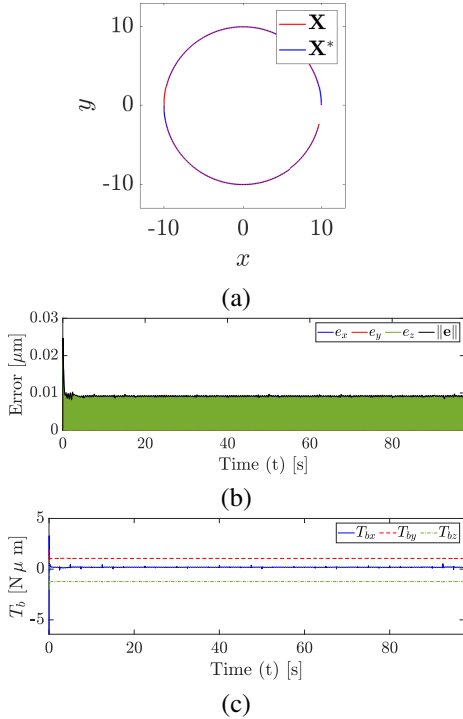 10
0
-10
y
X
X*
-10 0 10
x
(a)
0.03
0.02
0.01
0
Error [μm]
e_x e_y e_z ‖e‖
0 20 40 60 80
Time (t) [s]
(b)
5
0
-5
T_b [N μ m]
T_bx T_by T_bz
0 20 40 60 80
Time (t) [s]
(c)